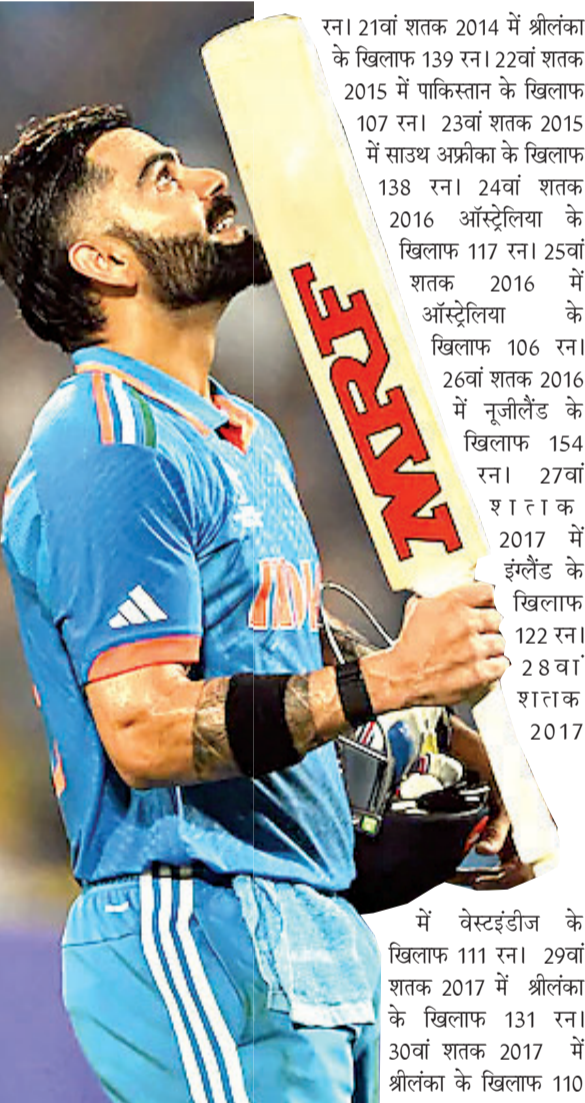 रन। 21वां शतक 2014 में श्रीलंका
के खिलाफ 139 रन। 22वां शतक
2015 में पाकिस्तान के खिलाफ
107 रन। 23वां शतक 2015
में साउथ अफ्रीका के खिलाफ
138 रन। 24वां शतक
2016 ऑस्ट्रेलिया के
खिलाफ 117 रन। 25वां
शतक 2016 में
ऑस्ट्रेलिया के
खिलाफ 106 रन।
26वां शतक 2016
में नूजीलैंड के
खिलाफ 154
रन। 27वां
शतक
2017 में
इंग्लैंड के
खिलाफ
122 रन।
28वां
शतक
2017
में वेस्टइंडीज के
खिलाफ 111 रन। 29वां
शतक 2017 में श्रीलंका
के खिलाफ 131 रन।
30वां शतक 2017 में
श्रीलंका के खिलाफ 110
MRF